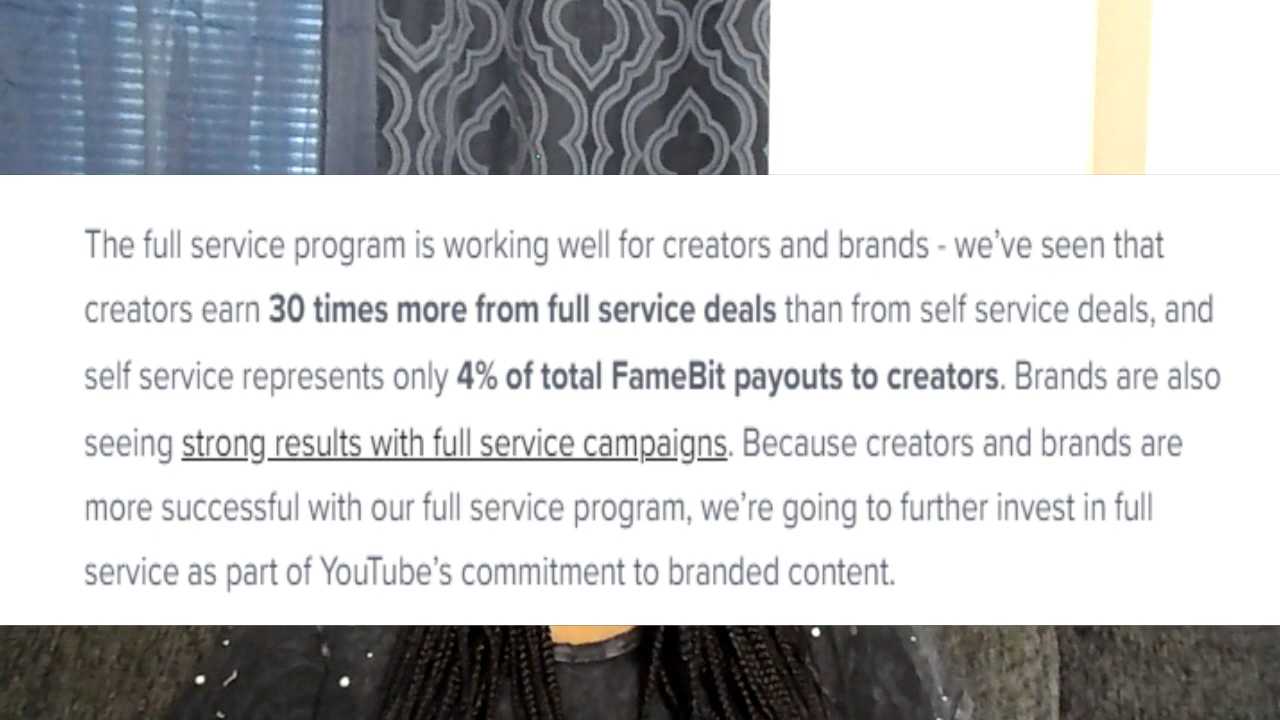 The full service program is working well for creators and brands - we've seen that
creators earn 30 times more from full service deals than from self service deals, and
self service represents only 4% of total FameBit payouts to creators. Brands are also
seeing strong results with full service campaigns. Because creators and brands are
more successful with our full service program, we're going to further invest in full
service as part of YouTube's commitment to branded content.